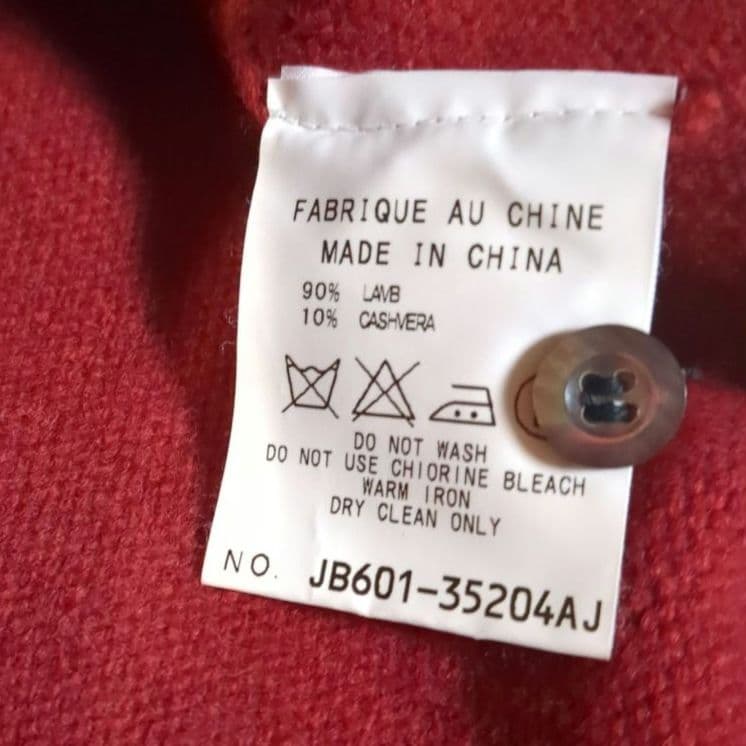 FABRIQUE AU CHINE
MADE IN CHINA
90% LAVB
10% CASHVERA
DO NOT WASH
DO NOT USE CHIORINE BLEACH
WARM IRON
DRY CLEAN ONLY
NO. JB601-35204AJ